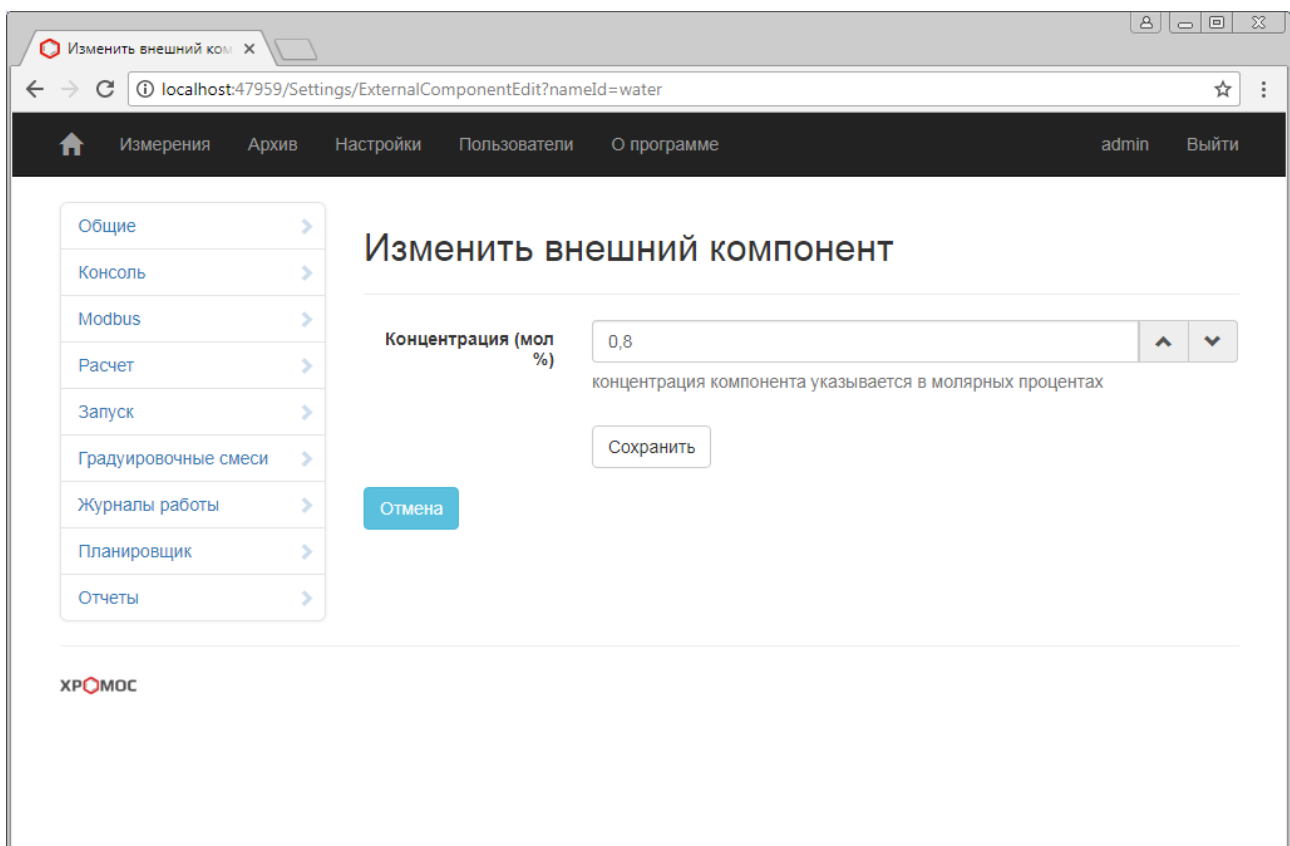 Изменить внешний ком
localhost:47959/Settings/ExternalComponentEdit?nameId=water
Измерения Архив Настройки Пользователи О программе admin Выйти
Общие
Консоль
Modbus
Расчет
Запуск
Градуировочные смеси
Журналы работы
Планировщик
Отчеты
Изменить внешний компонент
Концентрация (мол
%)
0,8
концентрация компонента указывается в молярных процентах
Сохранить
Отмена
ХРОМОС